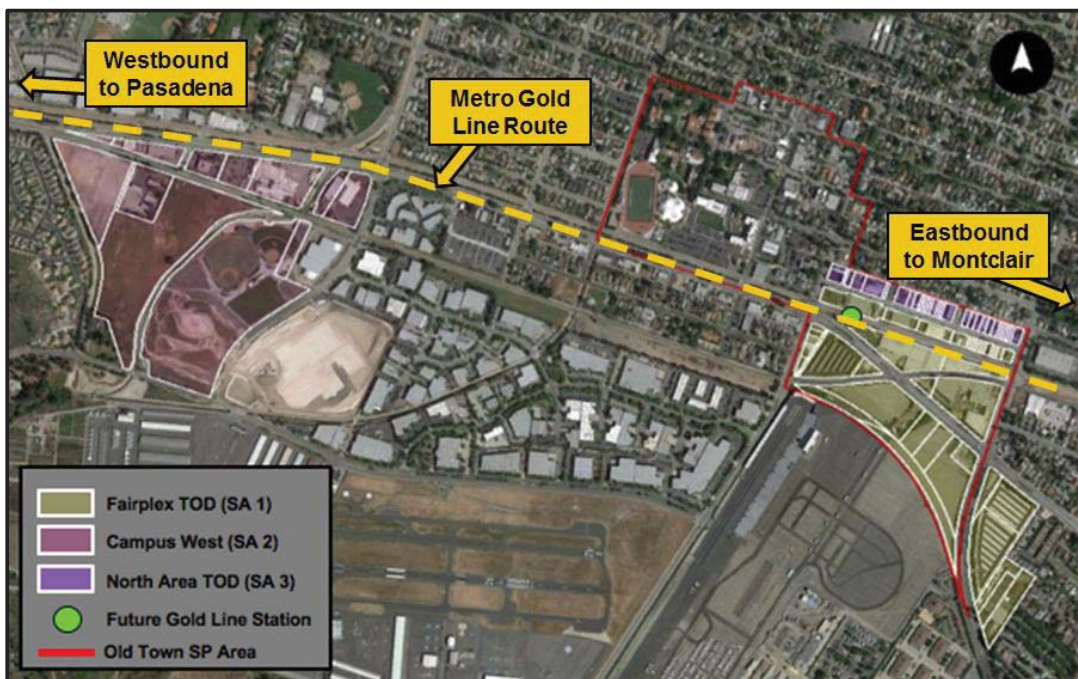 Westbound
to Pasadena
Metro Gold
Line Route
Eastbound
to Montclair
Fairplex TOD (SA 1)
Campus West (SA 2)
North Area TOD (SA 3)
Future Gold Line Station
Old Town SP Area